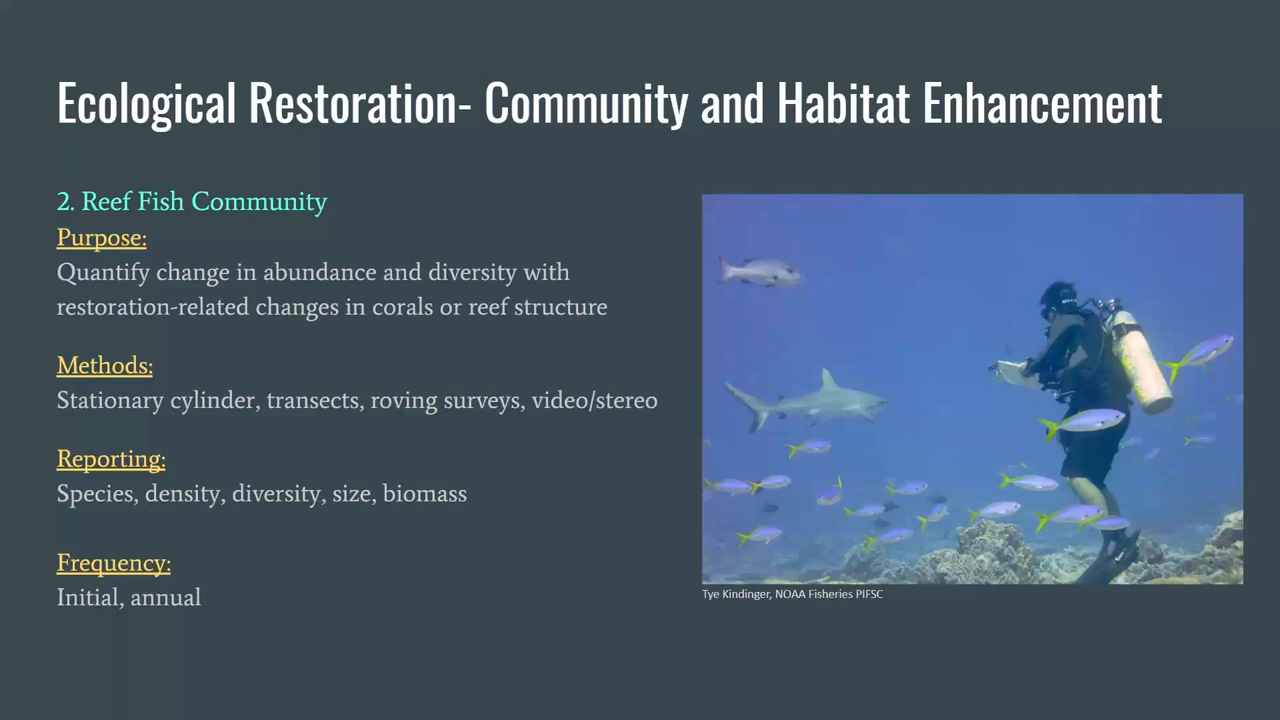 Ecological Restoration- Community and Habitat Enhancement
2. Reef Fish Community
Purpose:
Quantify change in abundance and diversity with
restoration-related changes in corals or reef structure
Methods:
Stationary cylinder, transects, roving surveys, video/stereo
Reporting:
Species, density, diversity, size, biomass
Frequency:
Initial, annual
Tye Kindinger, NOAA Fisheries PIFSC